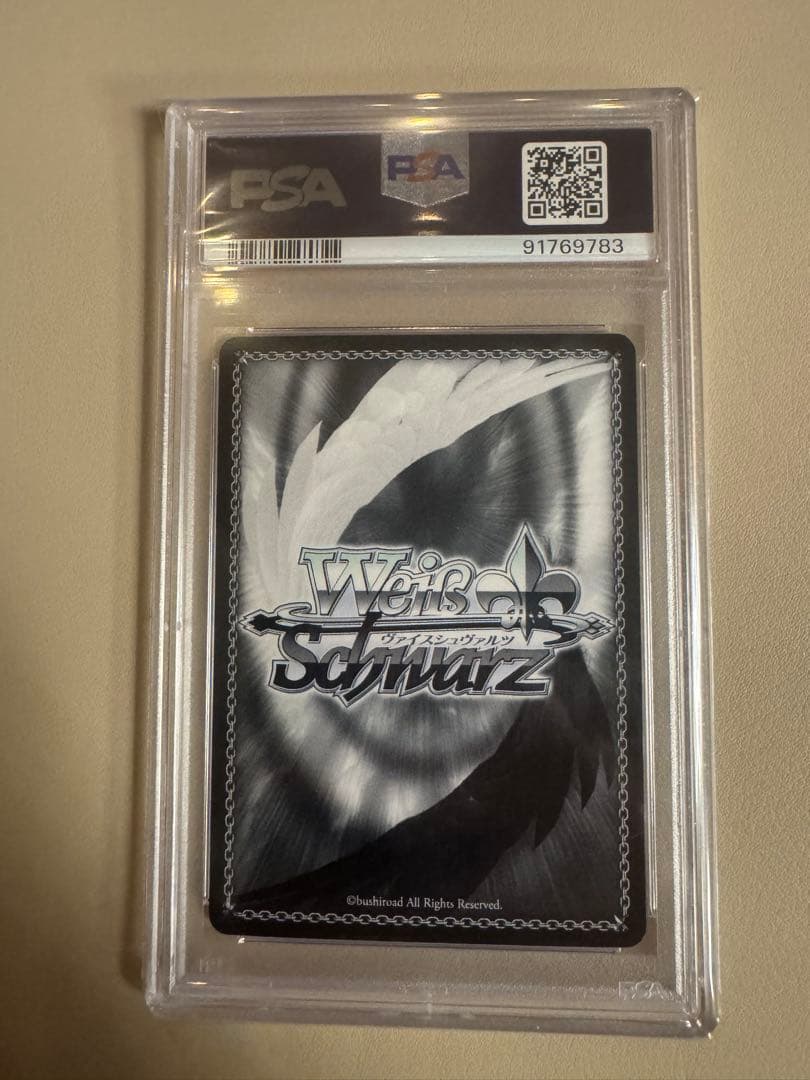 PSA
PSA
91769783
Weiß
ヴァイスシュヴァルツ
Schwarz
©bushiroad All Rights Reserved.
PSA